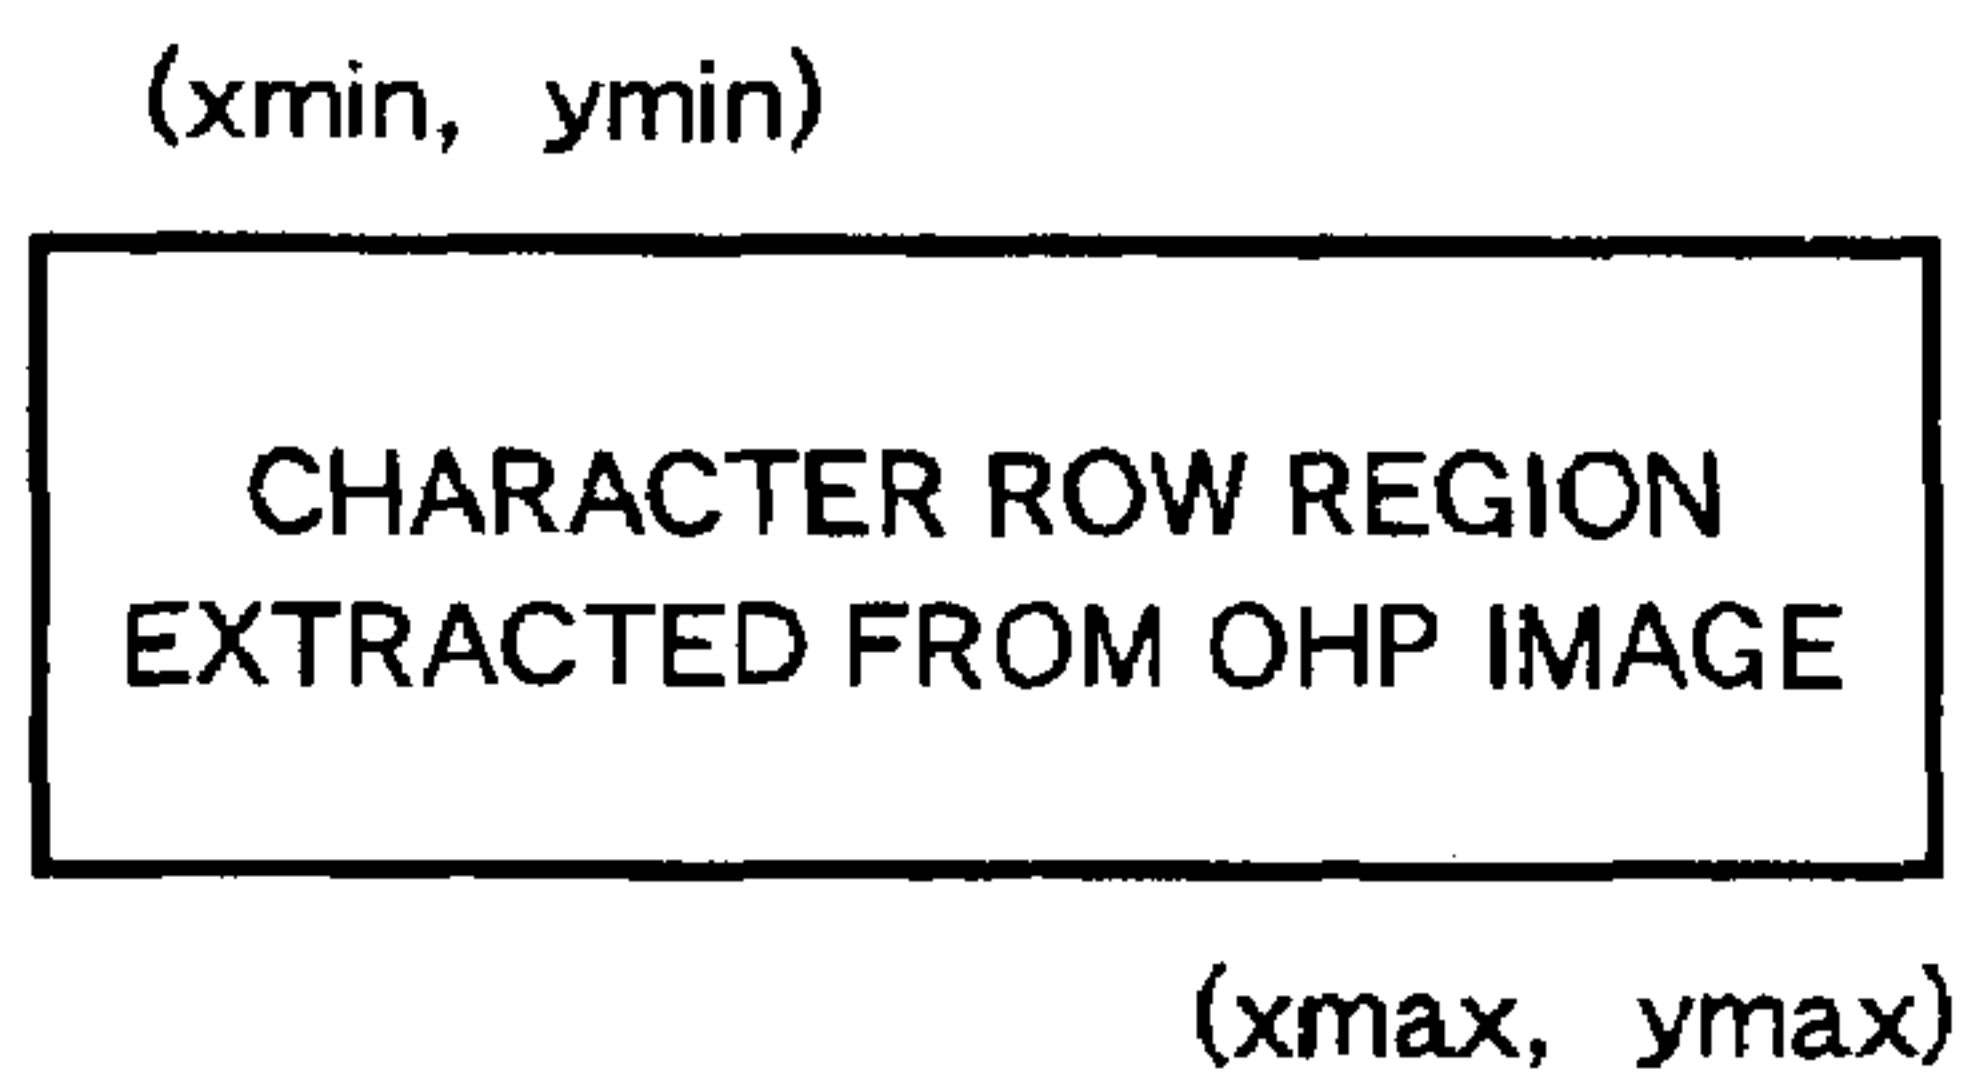 (xmin, ymin)
CHARACTER ROW REGION
EXTRACTED FROM OHP IMAGE
(xmax, ymax)